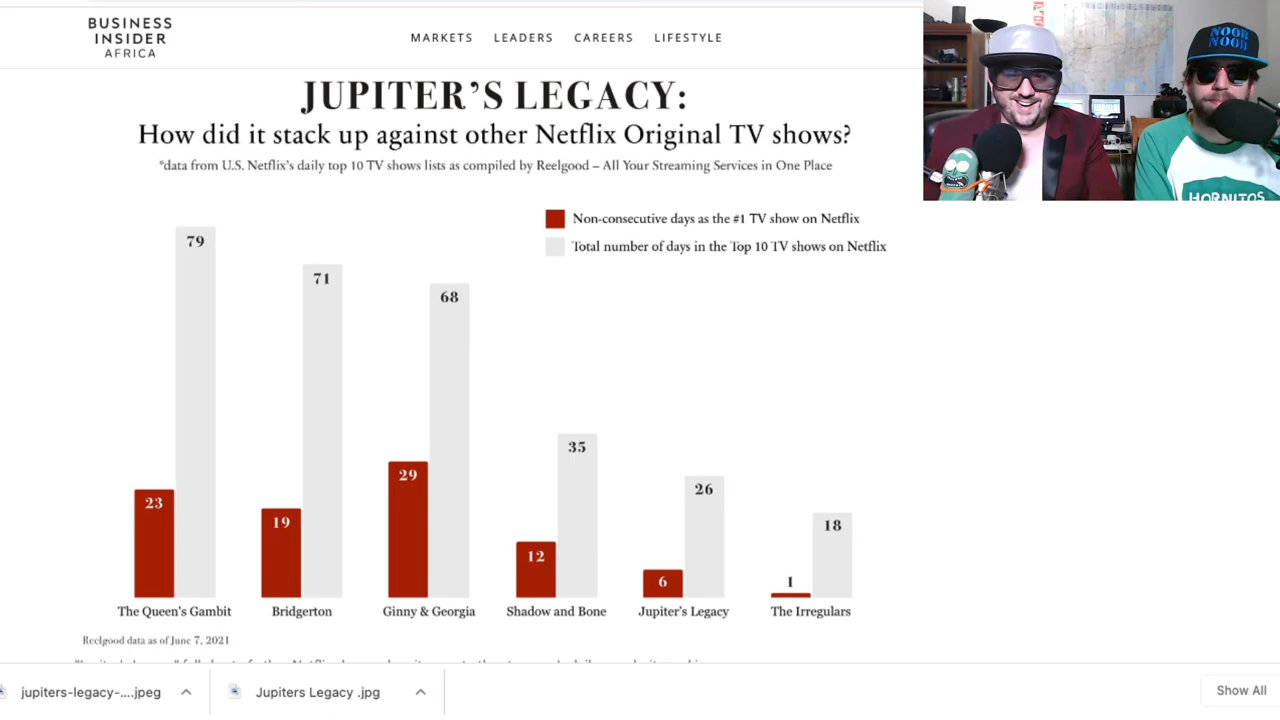 BUSINESS
INSIDER
AFRICA
MARKETS LEADERS CAREERS LIFESTYLE
JUPITER'S LEGACY:
How did it stack up against other Netflix Original TV shows?
*data from U.S. Netflix's daily top 10 TV shows lists as compiled by Reelgood – All Your Streaming Services in One Place
Non-consecutive days as the #1 TV show on Netflix
Total number of days in the Top 10 TV shows on Netflix
79
71
68
35
26
18
23
19
29
12
6
1
The Queen's Gambit Bridgerton Ginny & Georgia Shadow and Bone Jupiter's Legacy The Irregulars
Reelgood data as of June 7, 2021
jupiters-legacy-....jpeg Jupiters Legacy .jpg Show All
NOOB
NOOB
HORNITOS
Z